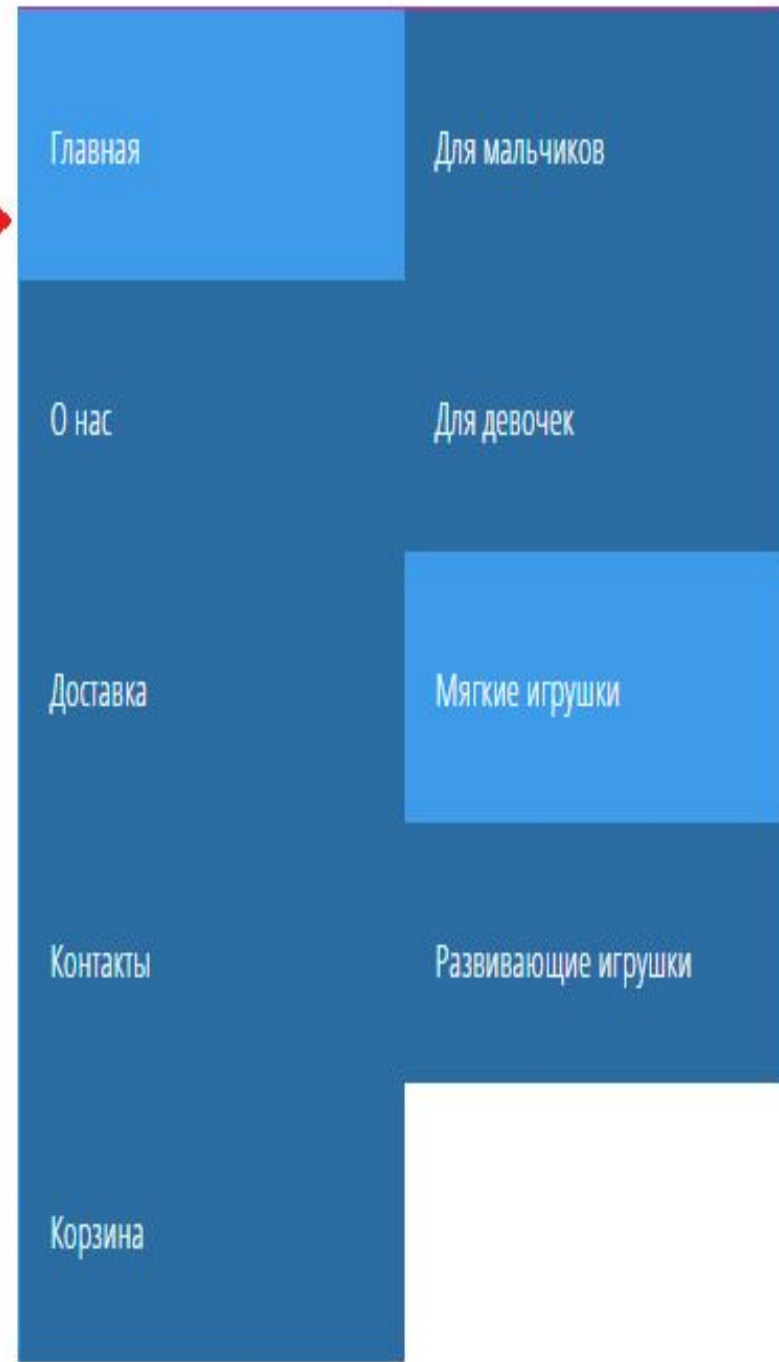 Главная
О нас
Доставка
Контакты
Корзина
Для мальчиков
Для девочек
Мягкие игрушки
Развивающие игрушки